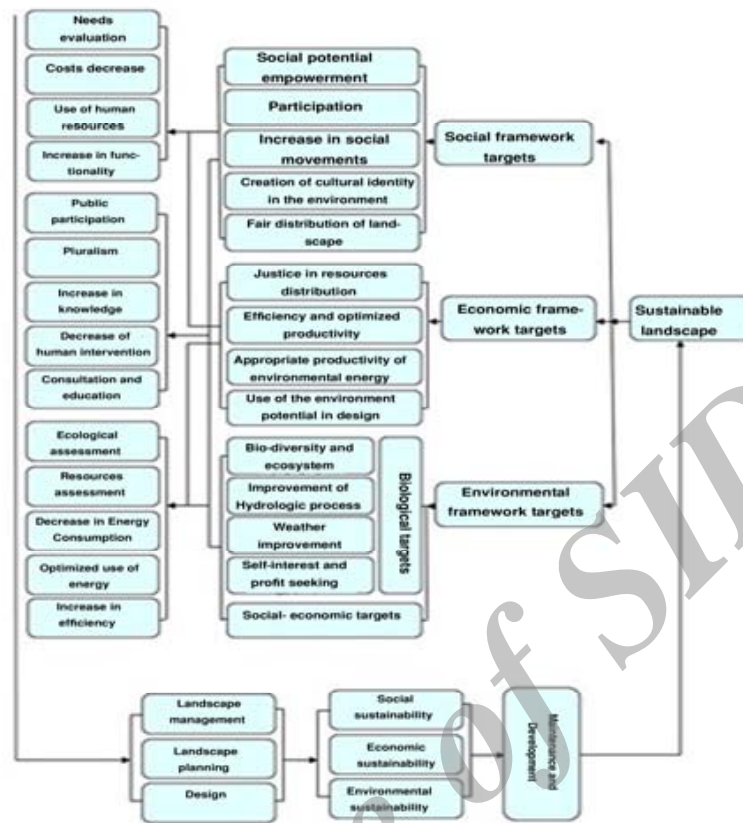 Needs
evaluation
Costs decrease
Use of human
resources
Increase in func-
tionality
Public
participation
Pluralism
Increase in
knowledge
Decrease of
human intervention
Consultation and
education
Ecological
assessment
Resources
assessment
Decrease in Energy
Consumption
Optimized use of
energy
Increase in
efficiency
Social potential
empowerment
Participation
Increase in social
movements
Creation of cultural identity
in the environment
Fair distribution of land-
scape
Justice in resources
distribution
Efficiency and optimized
productivity
Appropriate productivity of
environmental energy
Use of the environment
potential in design
Bio-diversity and
ecosystem
Improvement of
Hydrologic process
Weather
improvement
Self-interest and
profit seeking
Social- economic targets
Biological targets
Social framework
targets
Economic frame-
work targets
Environmental
framework targets
Sustainable
landscape
Landscape
management
Landscape
planning
Design
Social
sustainability
Economic
sustainability
Environmental
sustainability
Maintenance and
Development
of SID